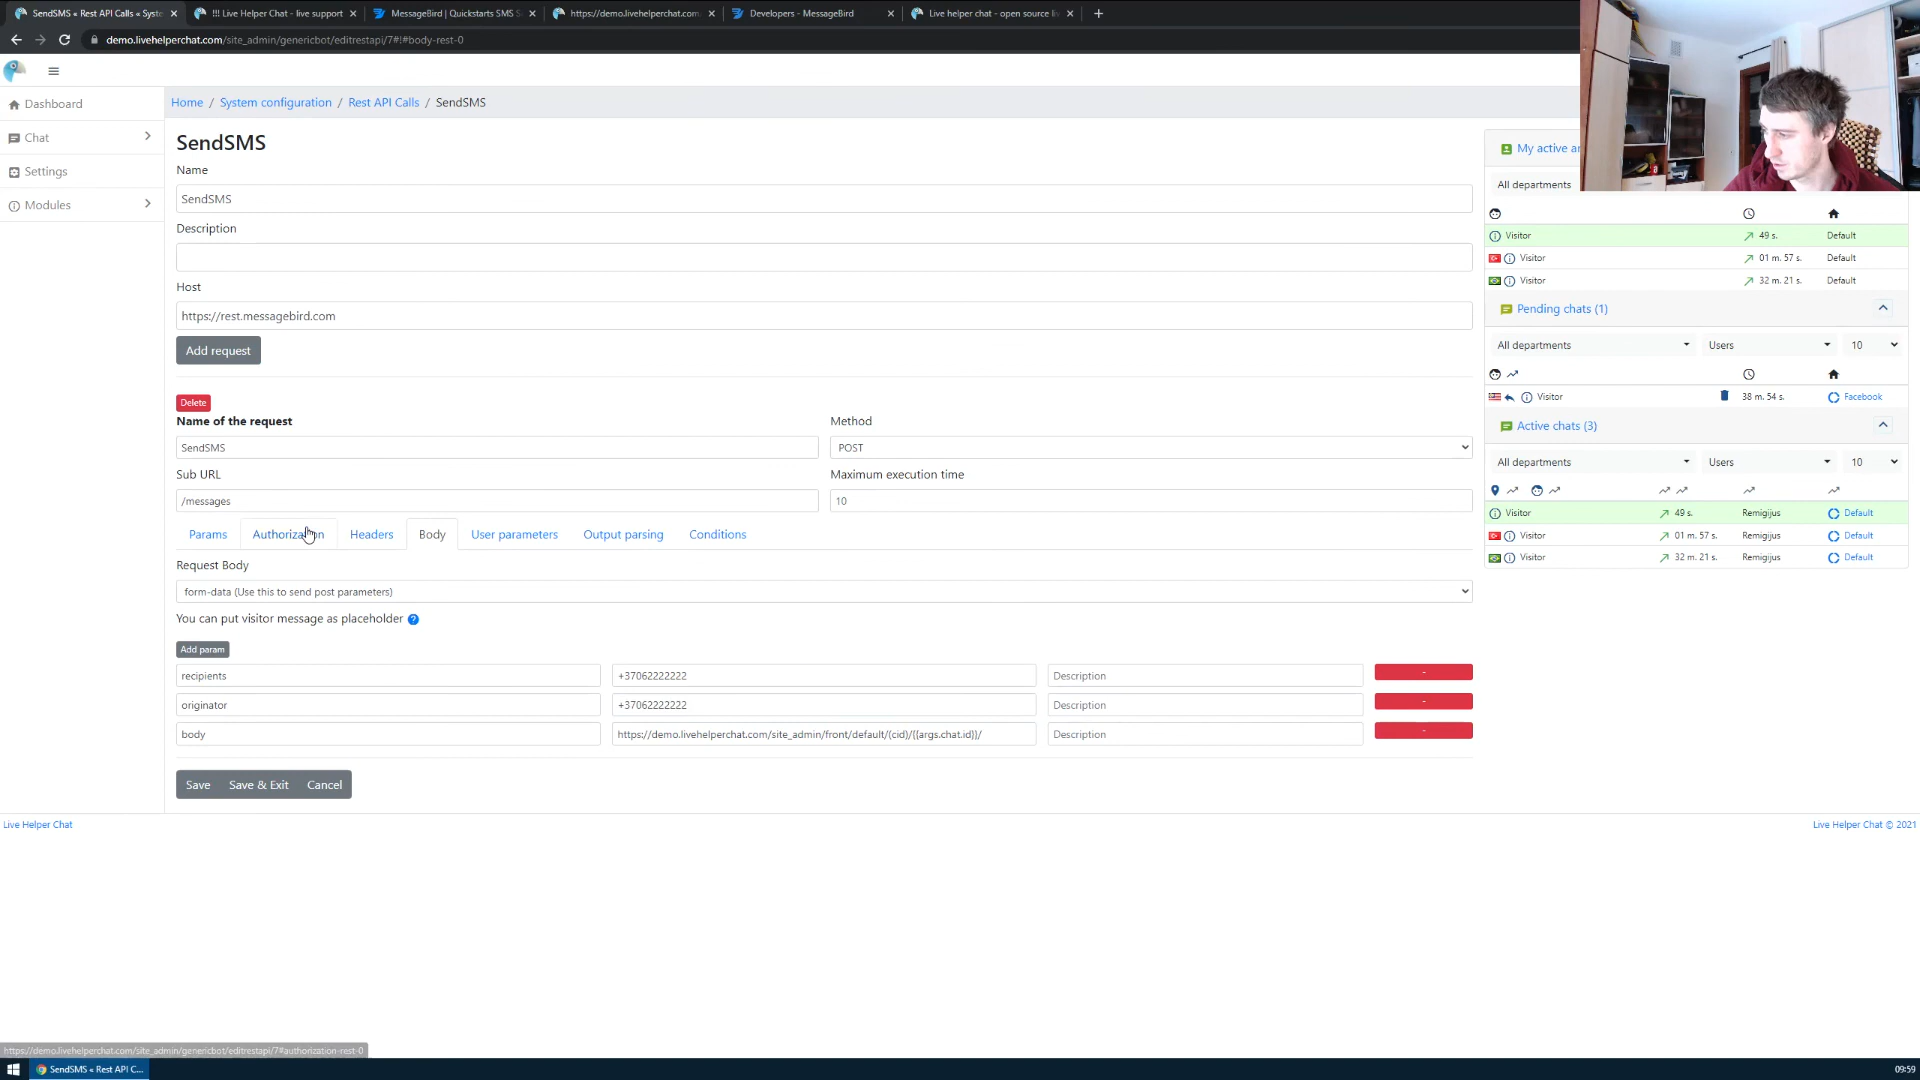 SendSMS « Rest API Calls « Syste
!!! Live Helper Chat - live support
MessageBird | Quickstarts SMS S
https://demo.livehelperchat.com
Developers - MessageBird
Live helper chat - open source li
demo.livehelperchat.com/site_admin/genericbot/editrestapi/7#!#body-rest-0
Dashboard
Chat
Settings
Modules
Home / System configuration / Rest API Calls / SendSMS
SendSMS
Name
SendSMS
Description
Host
https://rest.messagebird.com
Add request
Delete
Name of the request
Method
SendSMS
POST
Sub URL
Maximum execution time
/messages
10
Params
Authorization
Headers
Body
User parameters
Output parsing
Conditions
Request Body
form-data (Use this to send post parameters)
You can put visitor message as placeholder ?
Add param
recipients
+37062222222
Description
-
originator
+37062222222
Description
-
body
https://demo.livehelperchat.com/site_admin/front/default/(cid)/{{args.chat.id}}/
Description
-
Save
Save & Exit
Cancel
My active an
All departments
Visitor 49 s. Default
Visitor 01 m. 57 s. Default
Visitor 32 m. 21 s. Default
Pending chats (1)
All departments
Users
10
Visitor 38 m. 54 s. Facebook
Active chats (3)
All departments
Users
10
Visitor 49 s. Remigijus Default
Visitor 01 m. 57 s. Remigijus Default
Visitor 32 m. 21 s. Remigijus Default
Live Helper Chat
Live Helper Chat © 2021
https://demo.livehelperchat.com/site_admin/genericbot/editrestapi/7#authorization-rest-0
SendSMS « Rest API C...
09:59